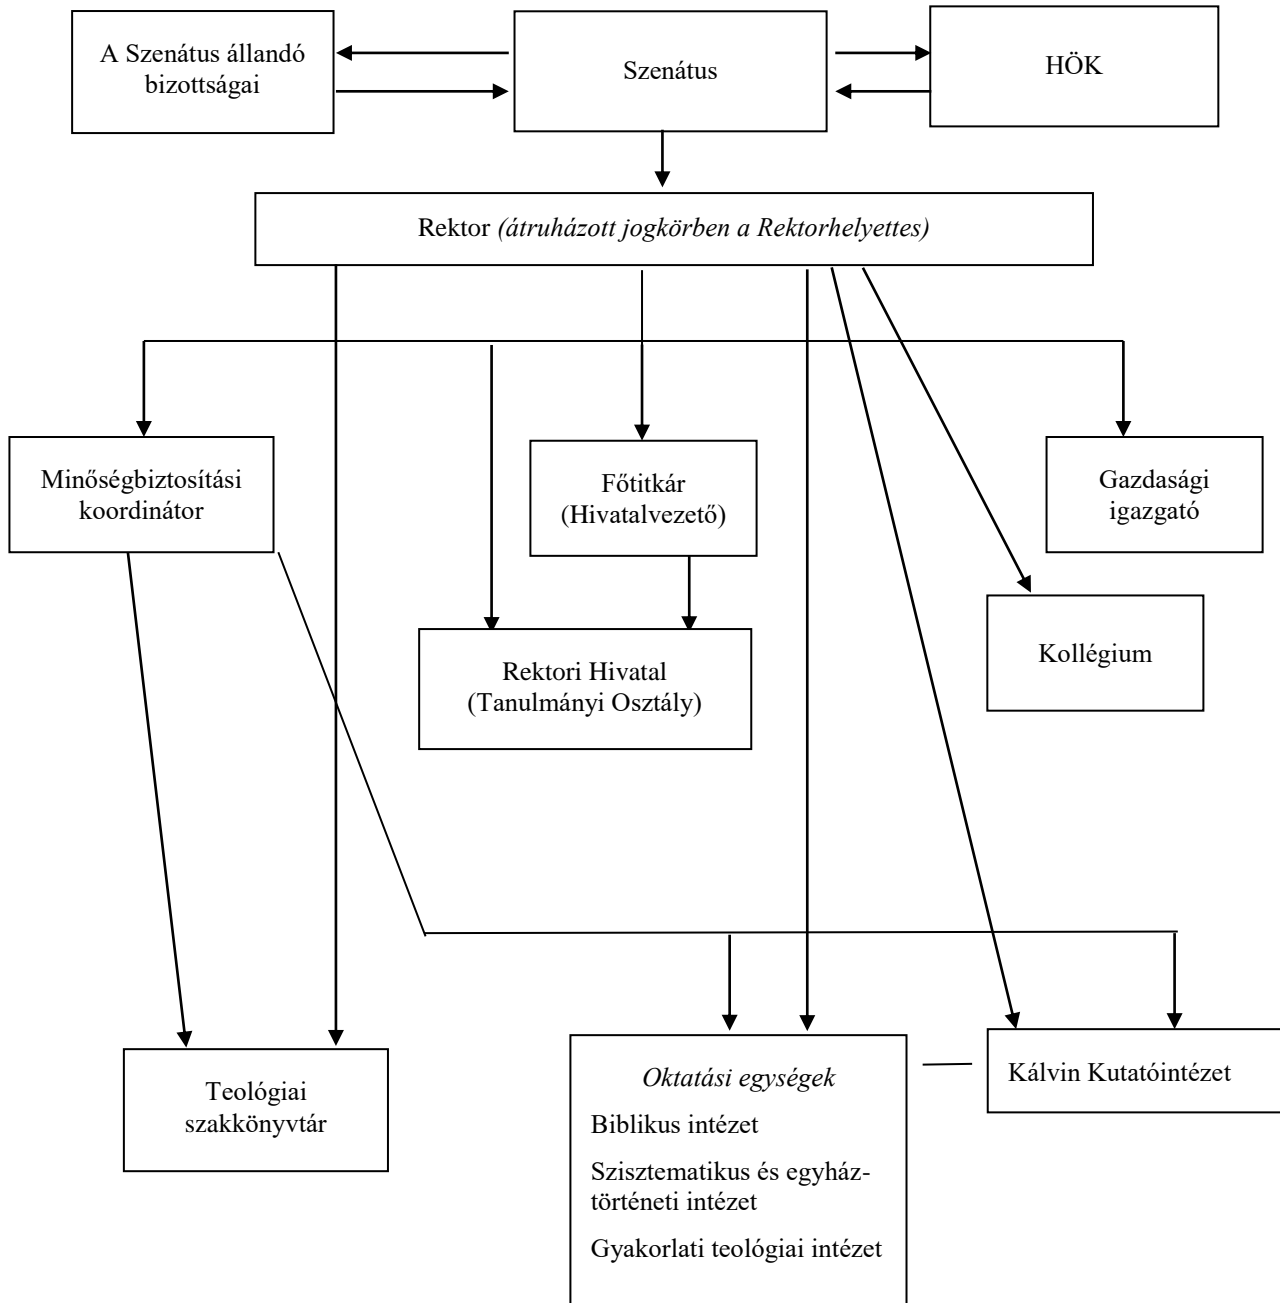 A Szenátus állandó
bizottságai
Szenátus
HÖK
Rektor (átruházott jogkörben a Rektorhelyettes)
Minőségbiztosítási
koordinátor
Főtitkár
(Hivatalvezető)
Gazdasági
igazgató
Rektori Hivatal
(Tanulmányi Osztály)
Kollégium
Teológiai
szakkönyvtár
Oktatási egységek
Biblikus intézet
Szisztematikus és egyház-
történeti intézet
Gyakorlati teológiai intézet
Kálvin Kutatóintézet